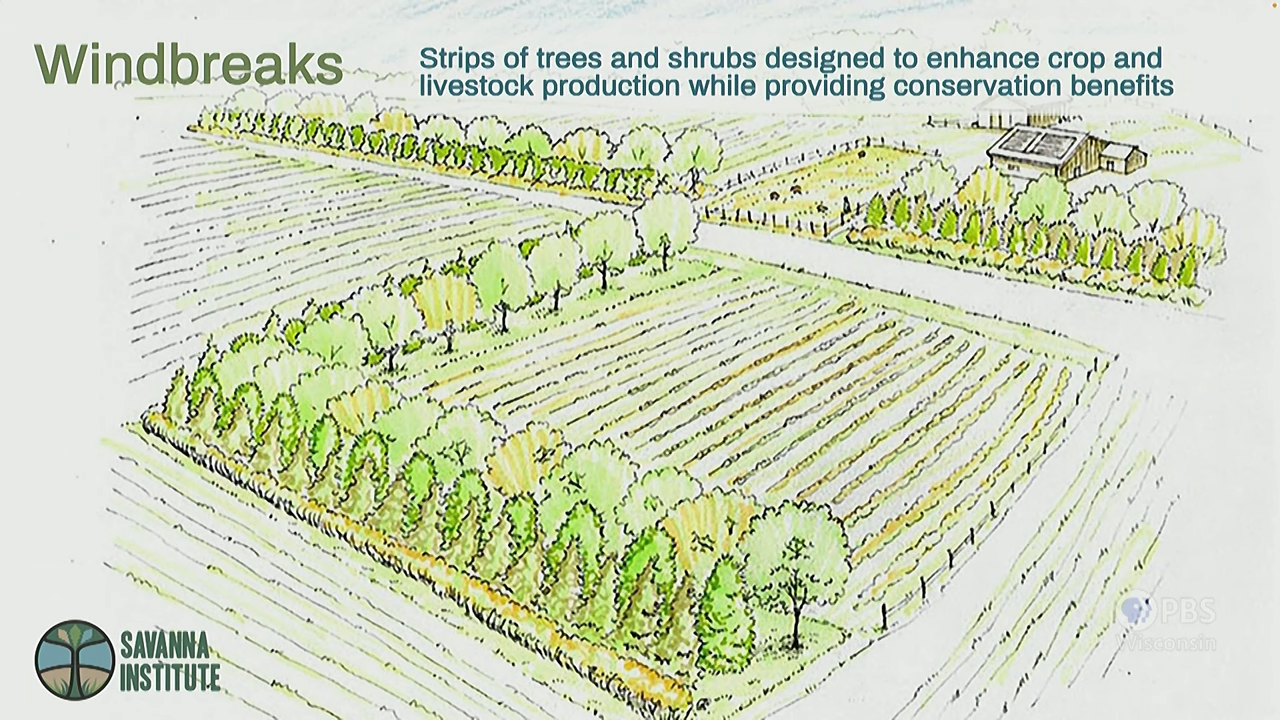 Windbreaks
Strips of trees and shrubs designed to enhance crop and
livestock production while providing conservation benefits
SAVANNA
INSTITUTE
PBS
Wisconsin